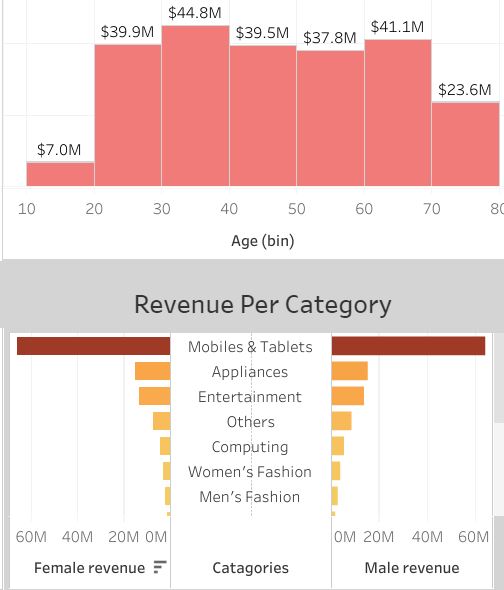 $44.8M
$41.1M
$39.9M
$39.5M
$37.8M
$23.6M
$7.0M
10 20 30 40 50 60 70 80
Age (bin)
Revenue Per Category
Mobiles & Tablets
Appliances
Entertainment
Others
Computing
Women's Fashion
Men's Fashion
60M 40M 20M 0M 0M 20M 40M 60M
Female revenue Catagories Male revenue